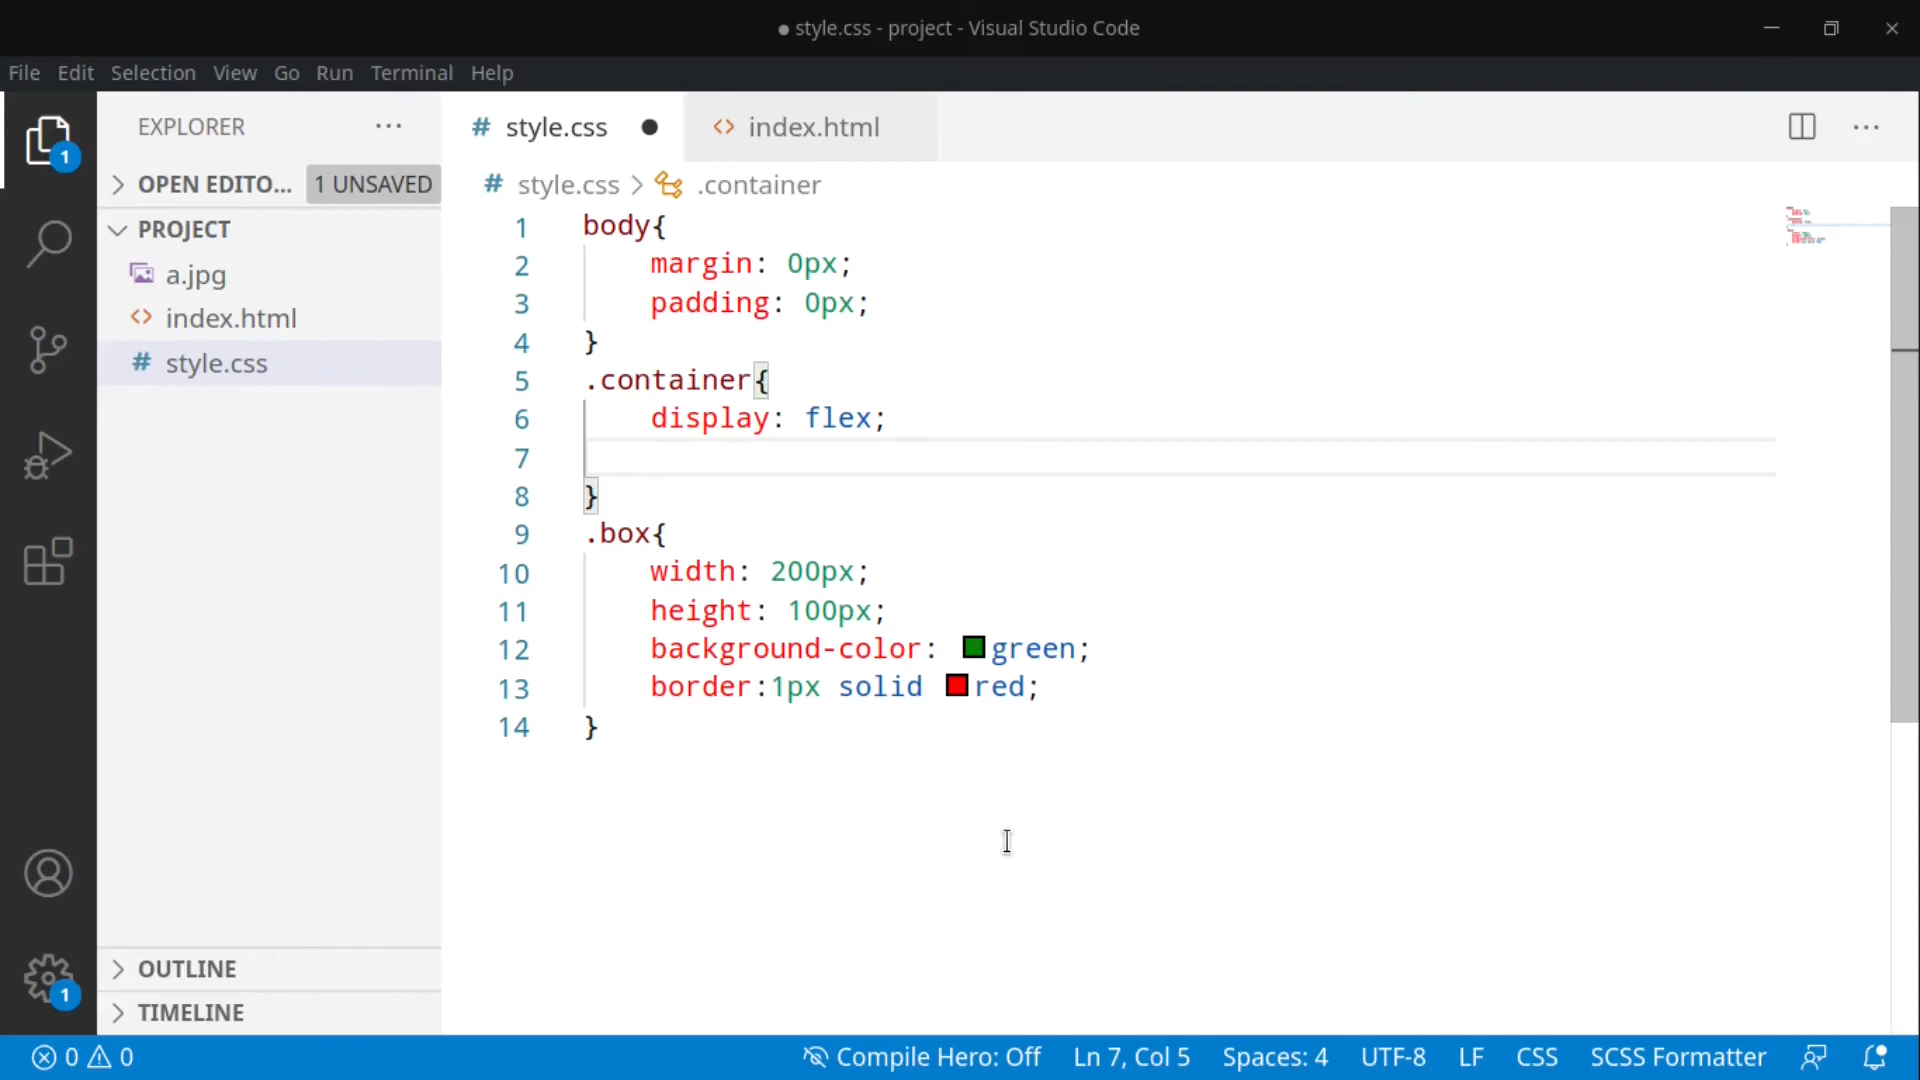 ● style.css - project - Visual Studio Code
File Edit Selection View Go Run Terminal Help
EXPLORER ···
OPEN EDITO... 1 UNSAVED
PROJECT
a.jpg
index.html
style.css
OUTLINE
TIMELINE
1
1
# style.css ● <> index.html
# style.css > .container
1 body{
2 margin: 0px;
3 padding: 0px;
4 }
5 .container{
6 display: flex;
7
8 }
9 .box{
10 width: 200px;
11 height: 100px;
12 background-color: green;
13 border:1px solid red;
14 }
0 0 Compile Hero: Off Ln 7, Col 5 Spaces: 4 UTF-8 LF CSS SCSS Formatter